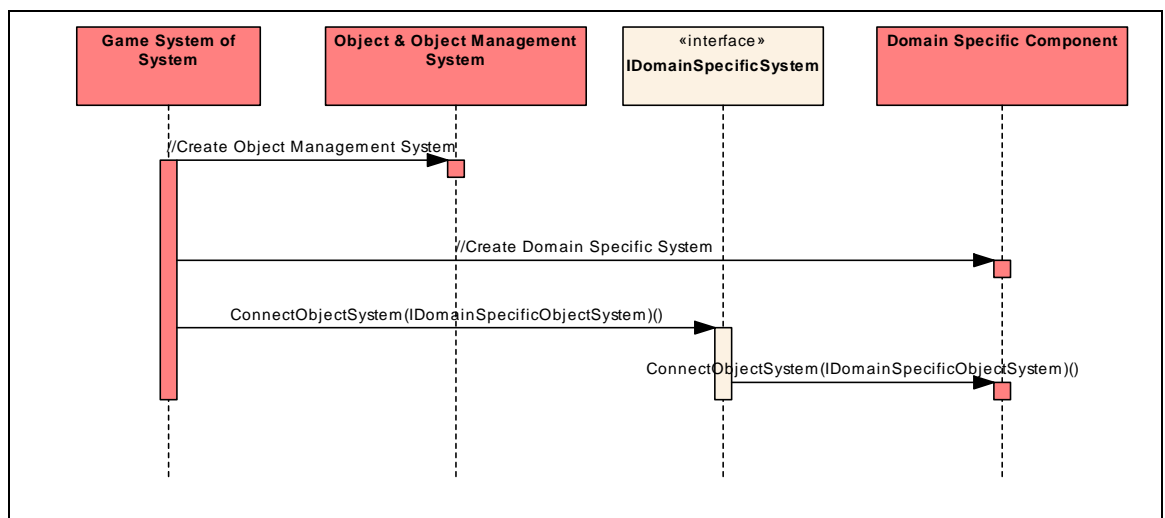 Game System of
System
Object & Object Management
System
«interface»
IDomainSpecificSystem
Domain Specific Component
//Create Object Management System
//Create Domain Specific System
ConnectObjectSystem(IDomainSpecificObjectSystem)()
ConnectObjectSystem(IDomainSpecificObjectSystem)()